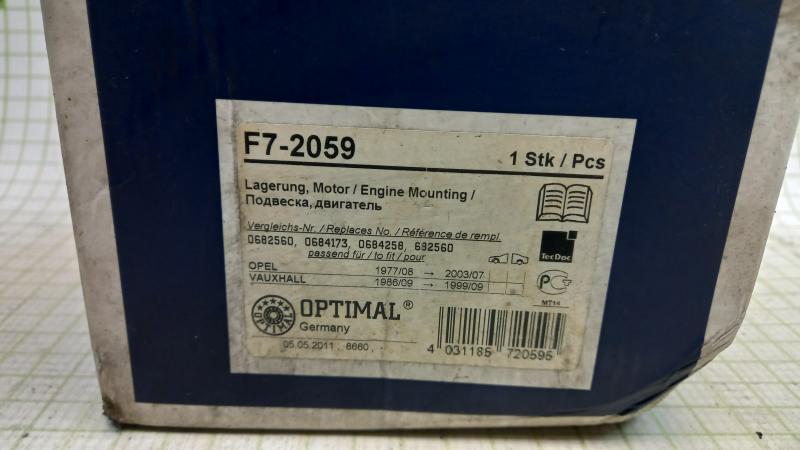 F7-2059
1 Stk / Pcs
Lagerung, Motor / Engine Mounting /
Подвеска, двигатель
Vergleichs-Nr. / Replaces No. / Référence de rempl.
0682560, 0684173, 0684258, 682560
passend für / to fit / pour
TecDoc
OPEL 1977/08 → 2003/07
VAUXHALL 1986/09 → 1999/09
MT14
OPTIMAL
OPTIMAL®
Germany
05.05.2011 8660
4 031185 720595